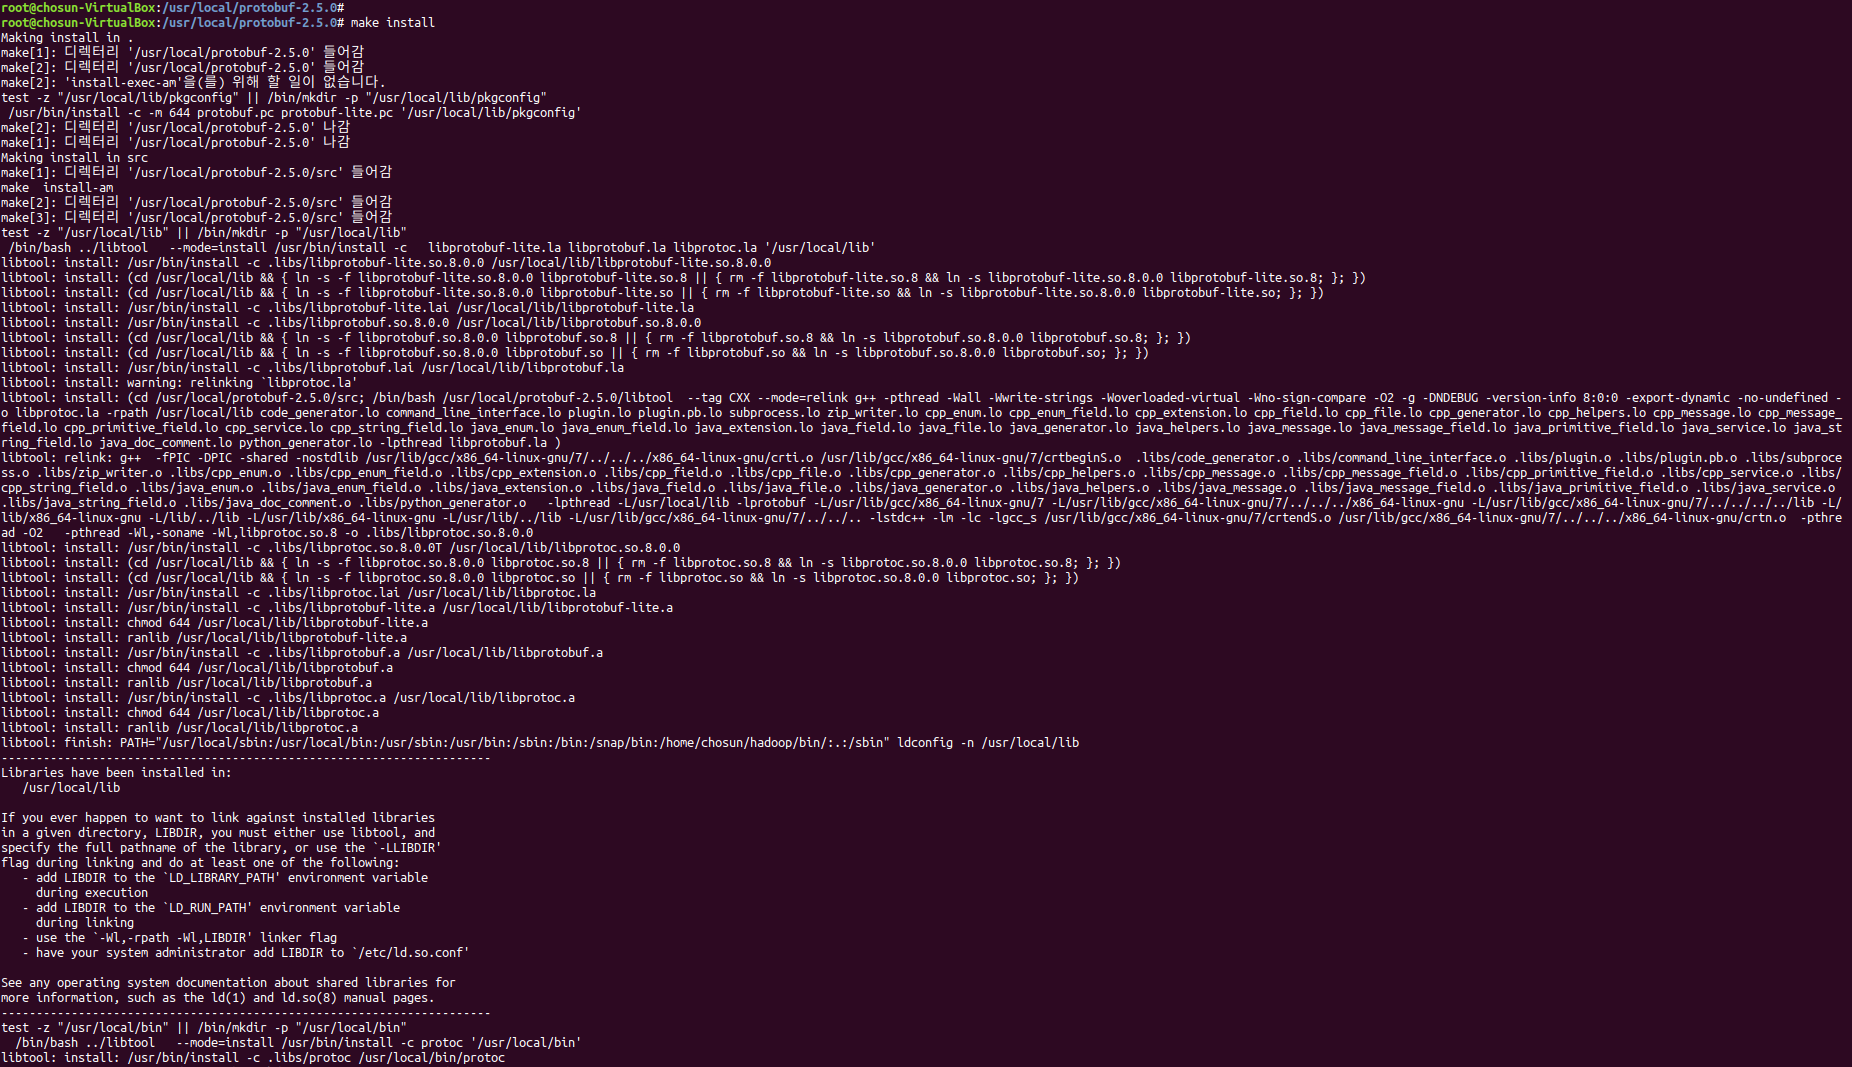 root@chosun-VirtualBox:/usr/local/protobuf-2.5.0#
root@chosun-VirtualBox:/usr/local/protobuf-2.5.0# make install
Making install in .
make[1]: 디렉터리 '/usr/local/protobuf-2.5.0' 들어감
make[2]: 디렉터리 '/usr/local/protobuf-2.5.0' 들어감
make[2]: 'install-exec-am'을(를) 위해 할 일이 없습니다.
test -z "/usr/local/lib/pkgconfig" || /bin/mkdir -p "/usr/local/lib/pkgconfig"
 /usr/bin/install -c -m 644 protobuf.pc protobuf-lite.pc '/usr/local/lib/pkgconfig'
make[2]: 디렉터리 '/usr/local/protobuf-2.5.0' 나감
make[1]: 디렉터리 '/usr/local/protobuf-2.5.0' 나감
Making install in src
make[1]: 디렉터리 '/usr/local/protobuf-2.5.0/src' 들어감
make  install-am
make[2]: 디렉터리 '/usr/local/protobuf-2.5.0/src' 들어감
make[3]: 디렉터리 '/usr/local/protobuf-2.5.0/src' 들어감
test -z "/usr/local/lib" || /bin/mkdir -p "/usr/local/lib"
 /bin/bash ../libtool   --mode=install /usr/bin/install -c   libprotobuf-lite.la libprotobuf.la libprotoc.la '/usr/local/lib'
libtool: install: /usr/bin/install -c .libs/libprotobuf-lite.so.8.0.0 /usr/local/lib/libprotobuf-lite.so.8.0.0
libtool: install: (cd /usr/local/lib && { ln -s -f libprotobuf-lite.so.8.0.0 libprotobuf-lite.so.8 || { rm -f libprotobuf-lite.so.8 && ln -s libprotobuf-lite.so.8.0.0 libprotobuf-lite.so.8; }; })
libtool: install: (cd /usr/local/lib && { ln -s -f libprotobuf-lite.so.8.0.0 libprotobuf-lite.so || { rm -f libprotobuf-lite.so && ln -s libprotobuf-lite.so.8.0.0 libprotobuf-lite.so; }; })
libtool: install: /usr/bin/install -c .libs/libprotobuf-lite.lai /usr/local/lib/libprotobuf-lite.la
libtool: install: /usr/bin/install -c .libs/libprotobuf.so.8.0.0 /usr/local/lib/libprotobuf.so.8.0.0
libtool: install: (cd /usr/local/lib && { ln -s -f libprotobuf.so.8.0.0 libprotobuf.so.8 || { rm -f libprotobuf.so.8 && ln -s libprotobuf.so.8.0.0 libprotobuf.so.8; }; })
libtool: install: (cd /usr/local/lib && { ln -s -f libprotobuf.so.8.0.0 libprotobuf.so || { rm -f libprotobuf.so && ln -s libprotobuf.so.8.0.0 libprotobuf.so; }; })
libtool: install: /usr/bin/install -c .libs/libprotobuf.lai /usr/local/lib/libprotobuf.la
libtool: install: warning: relinking `libprotoc.la'
libtool: install: (cd /usr/local/protobuf-2.5.0/src; /bin/bash /usr/local/protobuf-2.5.0/libtool  --tag CXX --mode=relink g++ -pthread -Wall -Wwrite-strings -Woverloaded-virtual -Wno-sign-compare -O2 -g -DNDEBUG -version-info 8:0:0 -export-dynamic -no-undefined -
o libprotoc.la -rpath /usr/local/lib code_generator.lo command_line_interface.lo plugin.lo plugin.pb.lo subprocess.lo zip_writer.lo cpp_enum.lo cpp_enum_field.lo cpp_extension.lo cpp_field.lo cpp_file.lo cpp_generator.lo cpp_helpers.lo cpp_message.lo cpp_message_
field.lo cpp_primitive_field.lo cpp_service.lo cpp_string_field.lo java_enum.lo java_enum_field.lo java_extension.lo java_field.lo java_file.lo java_generator.lo java_helpers.lo java_message.lo java_message_field.lo java_primitive_field.lo java_service.lo java_st
ring_field.lo java_doc_comment.lo python_generator.lo -lpthread libprotobuf.la )
libtool: relink: g++  -fPIC -DPIC -shared -nostdlib /usr/lib/gcc/x86_64-linux-gnu/7/../../../x86_64-linux-gnu/crti.o /usr/lib/gcc/x86_64-linux-gnu/7/crtbeginS.o  .libs/code_generator.o .libs/command_line_interface.o .libs/plugin.o .libs/plugin.pb.o .libs/subproce
ss.o .libs/zip_writer.o .libs/cpp_enum.o .libs/cpp_enum_field.o .libs/cpp_extension.o .libs/cpp_field.o .libs/cpp_file.o .libs/cpp_generator.o .libs/cpp_helpers.o .libs/cpp_message.o .libs/cpp_message_field.o .libs/cpp_primitive_field.o .libs/cpp_service.o .libs/
cpp_string_field.o .libs/java_enum.o .libs/java_enum_field.o .libs/java_extension.o .libs/java_field.o .libs/java_file.o .libs/java_generator.o .libs/java_helpers.o .libs/java_message.o .libs/java_message_field.o .libs/java_primitive_field.o .libs/java_service.o
.libs/java_string_field.o .libs/java_doc_comment.o .libs/python_generator.o   -lpthread -L/usr/local/lib -lprotobuf -L/usr/lib/gcc/x86_64-linux-gnu/7 -L/usr/lib/gcc/x86_64-linux-gnu/7/../../../x86_64-linux-gnu -L/usr/lib/gcc/x86_64-linux-gnu/7/../../../../lib -L/
lib/x86_64-linux-gnu -L/lib/../lib -L/usr/lib/x86_64-linux-gnu -L/usr/lib/../lib -L/usr/lib/gcc/x86_64-linux-gnu/7/../../.. -lstdc++ -lm -lc -lgcc_s /usr/lib/gcc/x86_64-linux-gnu/7/crtendS.o /usr/lib/gcc/x86_64-linux-gnu/7/../../../x86_64-linux-gnu/crtn.o  -pthre
ad -O2   -pthread -Wl,-soname -Wl,libprotoc.so.8 -o .libs/libprotoc.so.8.0.0
libtool: install: /usr/bin/install -c .libs/libprotoc.so.8.0.0T /usr/local/lib/libprotoc.so.8.0.0
libtool: install: (cd /usr/local/lib && { ln -s -f libprotoc.so.8.0.0 libprotoc.so.8 || { rm -f libprotoc.so.8 && ln -s libprotoc.so.8.0.0 libprotoc.so.8; }; })
libtool: install: (cd /usr/local/lib && { ln -s -f libprotoc.so.8.0.0 libprotoc.so || { rm -f libprotoc.so && ln -s libprotoc.so.8.0.0 libprotoc.so; }; })
libtool: install: /usr/bin/install -c .libs/libprotoc.lai /usr/local/lib/libprotoc.la
libtool: install: /usr/bin/install -c .libs/libprotobuf-lite.a /usr/local/lib/libprotobuf-lite.a
libtool: install: chmod 644 /usr/local/lib/libprotobuf-lite.a
libtool: install: ranlib /usr/local/lib/libprotobuf-lite.a
libtool: install: /usr/bin/install -c .libs/libprotobuf.a /usr/local/lib/libprotobuf.a
libtool: install: chmod 644 /usr/local/lib/libprotobuf.a
libtool: install: ranlib /usr/local/lib/libprotobuf.a
libtool: install: /usr/bin/install -c .libs/libprotoc.a /usr/local/lib/libprotoc.a
libtool: install: chmod 644 /usr/local/lib/libprotoc.a
libtool: install: ranlib /usr/local/lib/libprotoc.a
libtool: finish: PATH="/usr/local/sbin:/usr/local/bin:/usr/sbin:/usr/bin:/sbin:/bin:/snap/bin:/home/chosun/hadoop/bin/:.:/sbin" ldconfig -n /usr/local/lib
----------------------------------------------------------------------
Libraries have been installed in:
   /usr/local/lib

If you ever happen to want to link against installed libraries
in a given directory, LIBDIR, you must either use libtool, and
specify the full pathname of the library, or use the `-LLIBDIR'
flag during linking and do at least one of the following:
   - add LIBDIR to the `LD_LIBRARY_PATH' environment variable
     during execution
   - add LIBDIR to the `LD_RUN_PATH' environment variable
     during linking
   - use the `-Wl,-rpath -Wl,LIBDIR' linker flag
   - have your system administrator add LIBDIR to `/etc/ld.so.conf'

See any operating system documentation about shared libraries for
more information, such as the ld(1) and ld.so(8) manual pages.
----------------------------------------------------------------------
test -z "/usr/local/bin" || /bin/mkdir -p "/usr/local/bin"
  /bin/bash ../libtool   --mode=install /usr/bin/install -c protoc '/usr/local/bin'
libtool: install: /usr/bin/install -c .libs/protoc /usr/local/bin/protoc